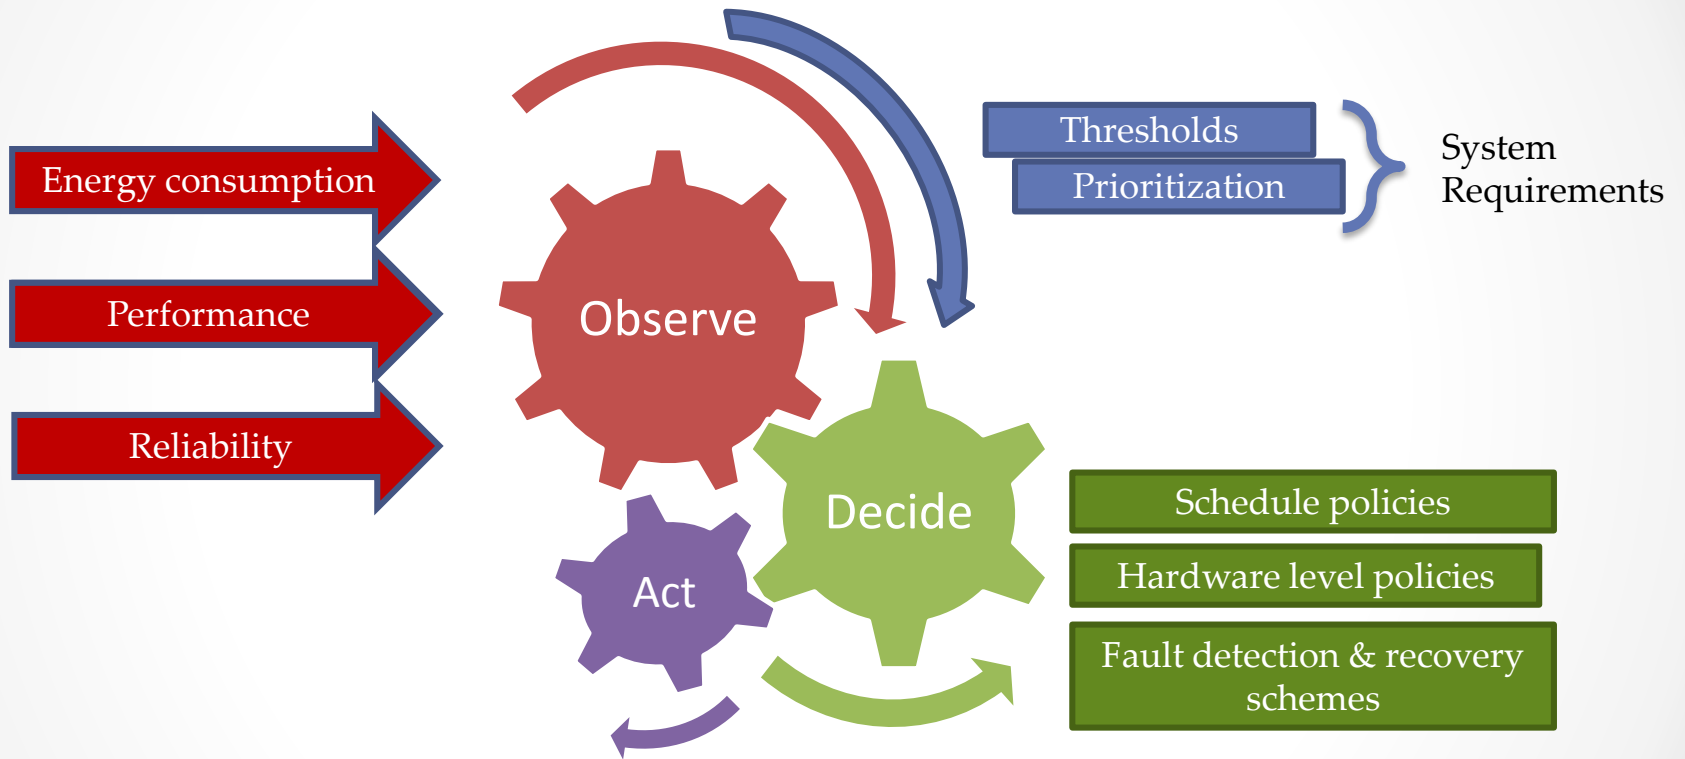 Energy consumption
Performance
Reliability
Observe
Decide
Act
Thresholds
Prioritization
System
Requirements
Schedule policies
Hardware level policies
Fault detection & recovery
schemes